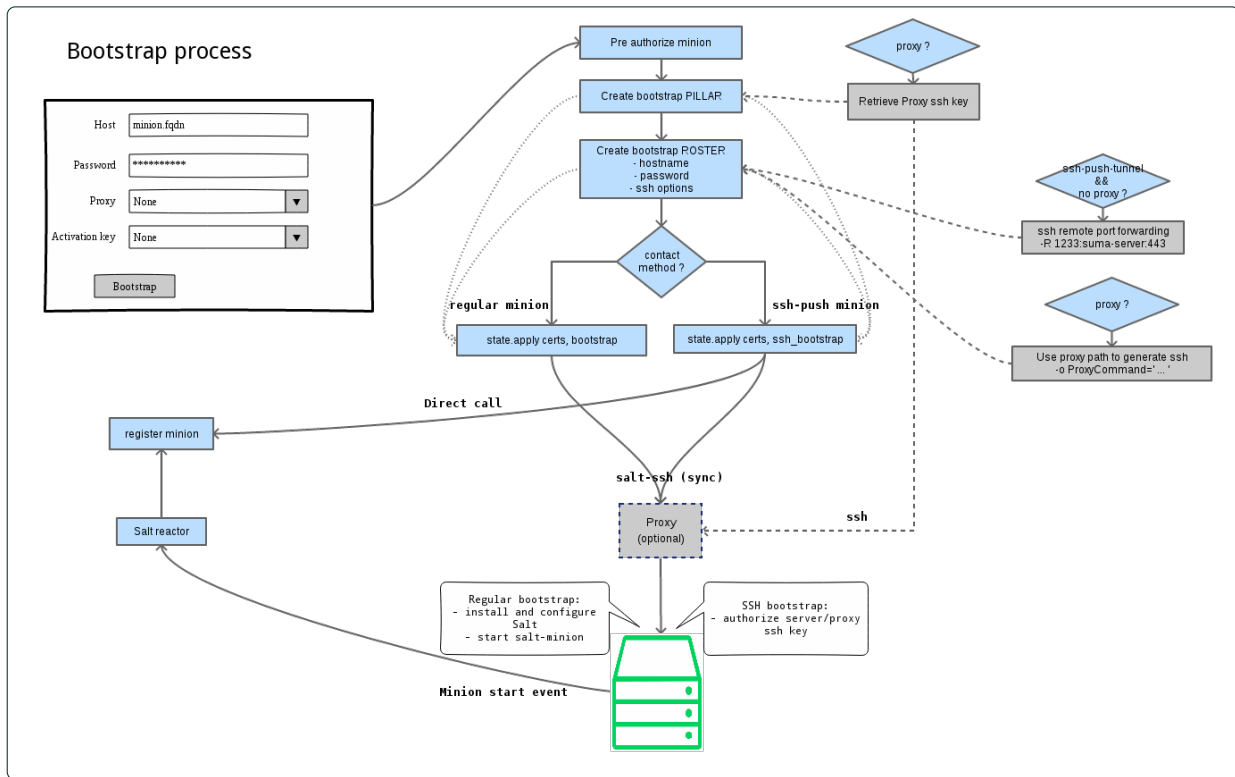 Bootstrap process
Host
minion.fqdn
Password
**********
Proxy
None
Activation key
None
Bootstrap
Pre authorize minion
Create bootstrap PILLAR
Create bootstrap ROSTER
- hostname
- password
- ssh options
contact
method ?
regular minion
ssh-push minion
state.apply certs, bootstrap
state.apply certs, ssh_bootstrap
proxy ?
Retrieve Proxy ssh key
ssh-push-tunnel
&&
no proxy ?
ssh remote port forwarding
-R 1233:suma-server:443
proxy ?
Use proxy path to generate ssh
-o ProxyCommand=' ... '
Direct call
register minion
salt-ssh (sync)
Salt reactor
Proxy
(optional)
ssh
Regular bootstrap:
- install and configure
Salt
- start salt-minion
SSH bootstrap:
- authorize server/proxy
ssh key
Minion start event